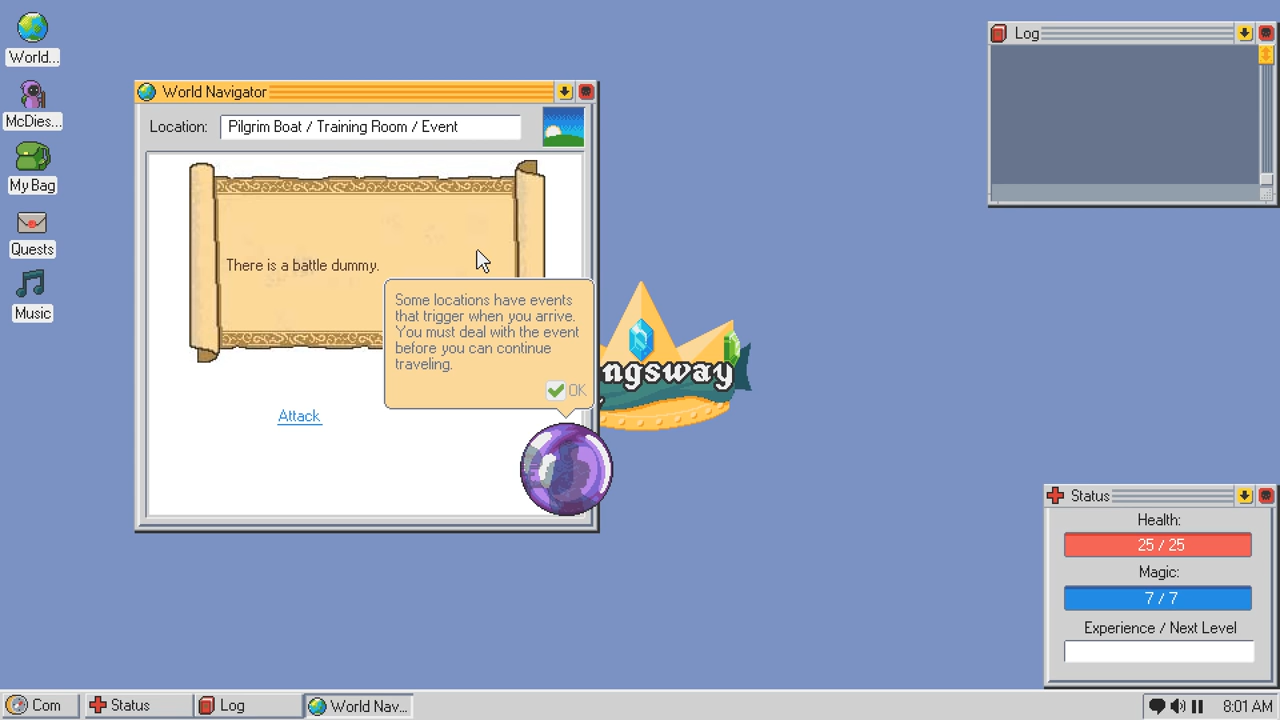 World...
McDies...
My Bag
Quests
Music
World Navigator
Location:
Pilgrim Boat / Training Room / Event
There is a battle dummy.
Some locations have events
that trigger when you arrive.
You must deal with the event
before you can continue
traveling.
OK
Attack
ngsway
Log
Status
Health:
25 / 25
Magic:
7 / 7
Experience / Next Level
Com
Status
Log
World Nav...
8:01 AM